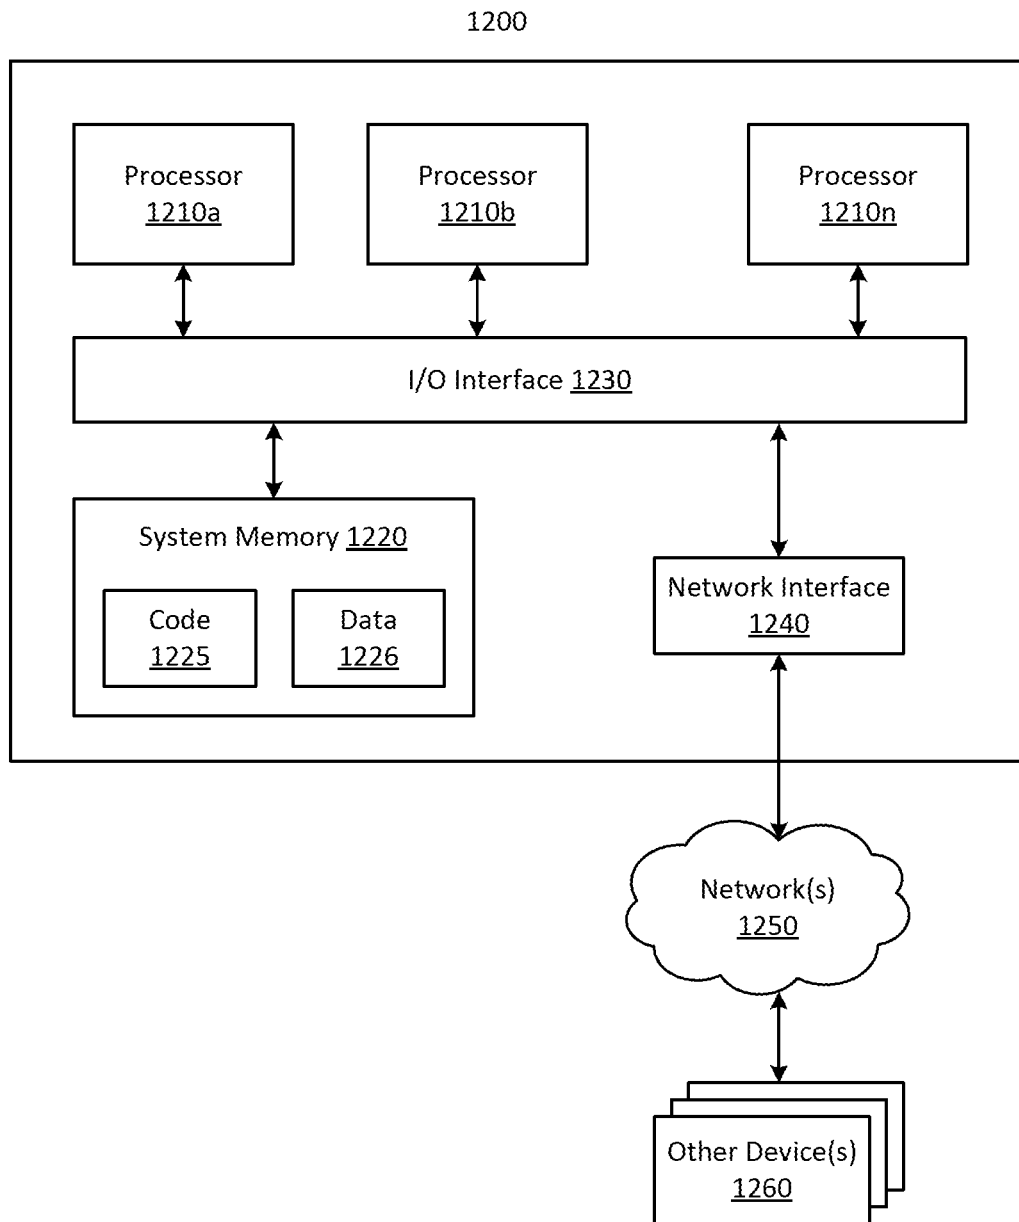 1200
Processor
1210a
Processor
1210b
Processor
1210n
I/O Interface 1230
System Memory 1220
Code
1225
Data
1226
Network Interface
1240
Network(s)
1250
Other Device(s)
1260